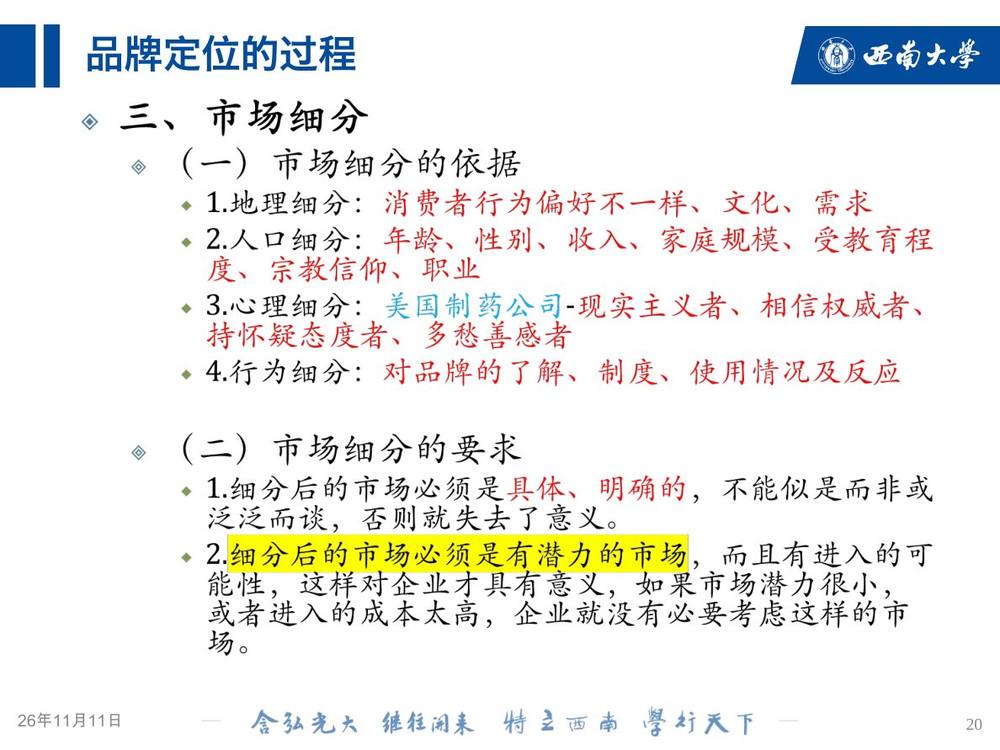 品牌定位的过程
西南大学
三、市场细分
（一）市场细分的依据
1.地理细分：消费者行为偏好不一样、文化、需求
2.人口细分：年龄、性别、收入、家庭规模、受教育程
度、宗教信仰、职业
3.心理细分：美国制药公司-现实主义者、相信权威者、
持怀疑态度者、多愁善感者
4.行为细分：对品牌的了解、制度、使用情况及反应
（二）市场细分的要求
1.细分后的市场必须是具体、明确的，不能似是而非或
泛泛而谈，否则就失去了意义。
2.细分后的市场必须是有潜力的市场，而且有进入的可
能性，这样对企业才具有意义，如果市场潜力很小，
或者进入的成本太高，企业就没有必要考虑这样的市
场。
26年11月11日
含弘光大 继往开来 特立西南 学行天下
20